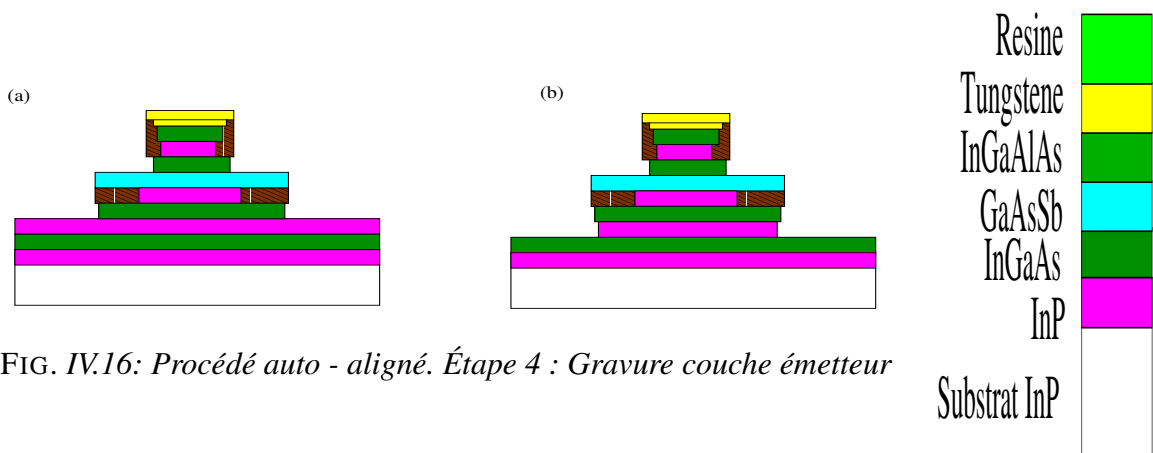 (a)
(b)
FIG. IV.16: Procédé auto - aligné. Étape 4 : Gravure couche émetteur
Resine
Tungstene
InGaAlAs
GaAsSb
InGaAs
InP
Substrat InP